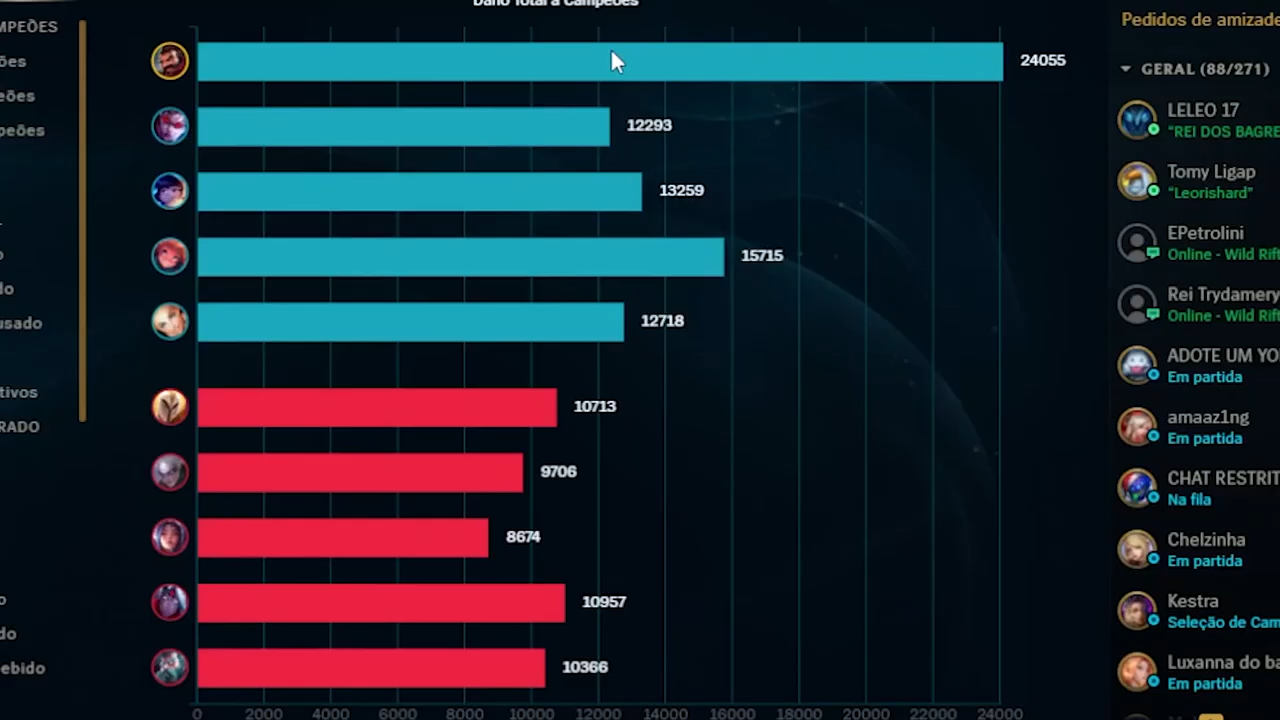 Dano Total a Campeões
MPEÕES
ões
eões
peões
o
do
usado
tivos
RADO
o
do
ebido
24055
12293
13259
15715
12718
10713
9706
8674
10957
10366
0 2000 4000 6000 8000 10000 12000 14000 16000 18000 20000 22000 24000
Pedidos de amizade
GERAL (88/271)
LELEO 17
"REI DOS BAGRE
Tomy Ligap
"Leorishard"
EPetrolini
Online - Wild Rift
Rei Trydamery
Online - Wild Rift
ADOTE UM YO
Em partida
amaaz1ng
Em partida
CHAT RESTRIT
Na fila
Chelzinha
Em partida
Kestra
Seleção de Cam
Luxanna do ba
Em partida